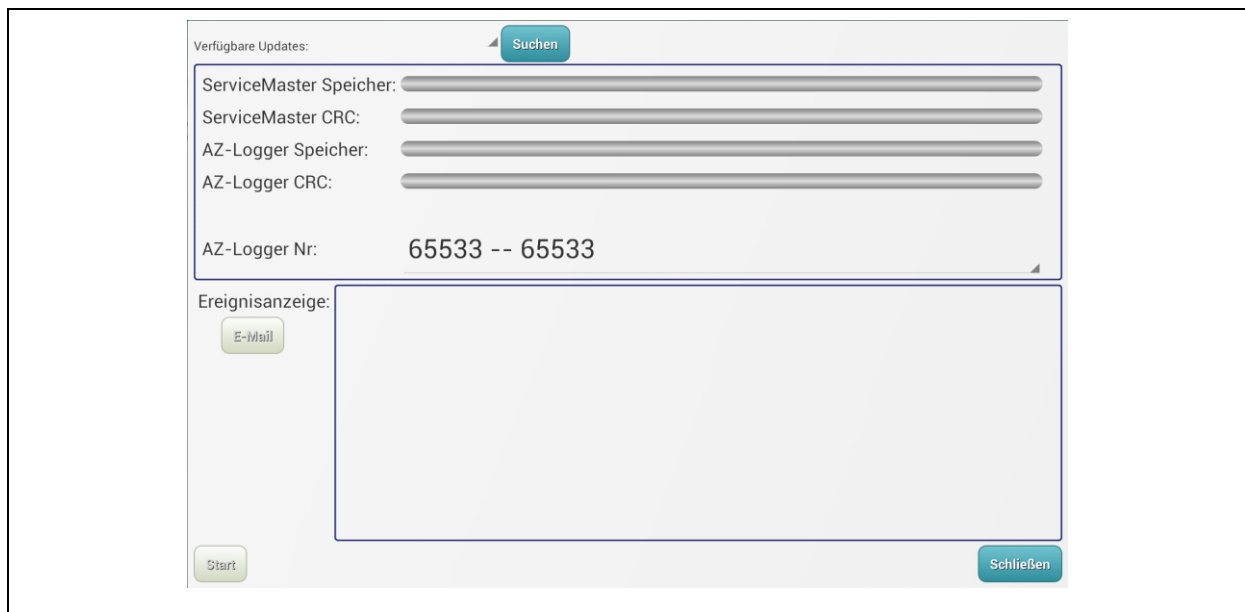 Verfügbare Updates: Suchen
ServiceMaster Speicher:
ServiceMaster CRC:
AZ-Logger Speicher:
AZ-Logger CRC:
AZ-Logger Nr: 65533 -- 65533
Ereignisanzeige:
E-Mail
Start Schließen